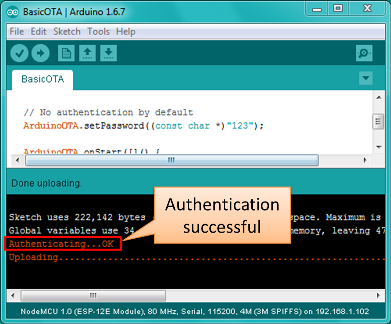 BasicOTA | Arduino 1.6.7
File Edit Sketch Tools Help
BasicOTA
// No authentication by default
ArduinoOTA.setPassword((const char *)"123");
ArduinoOTA.onStart([]() {
Done uploading.
Authentication
successful
Sketch uses 222,142 bytes space. Maximum is
Global variables use 34 memory, leaving 47
Authenticating...OK
Uploading.....................................................
NodeMCU 1.0 (ESP-12E Module), 80 MHz, Serial, 115200, 4M (3M SPIFFS) on 192.168.1.102